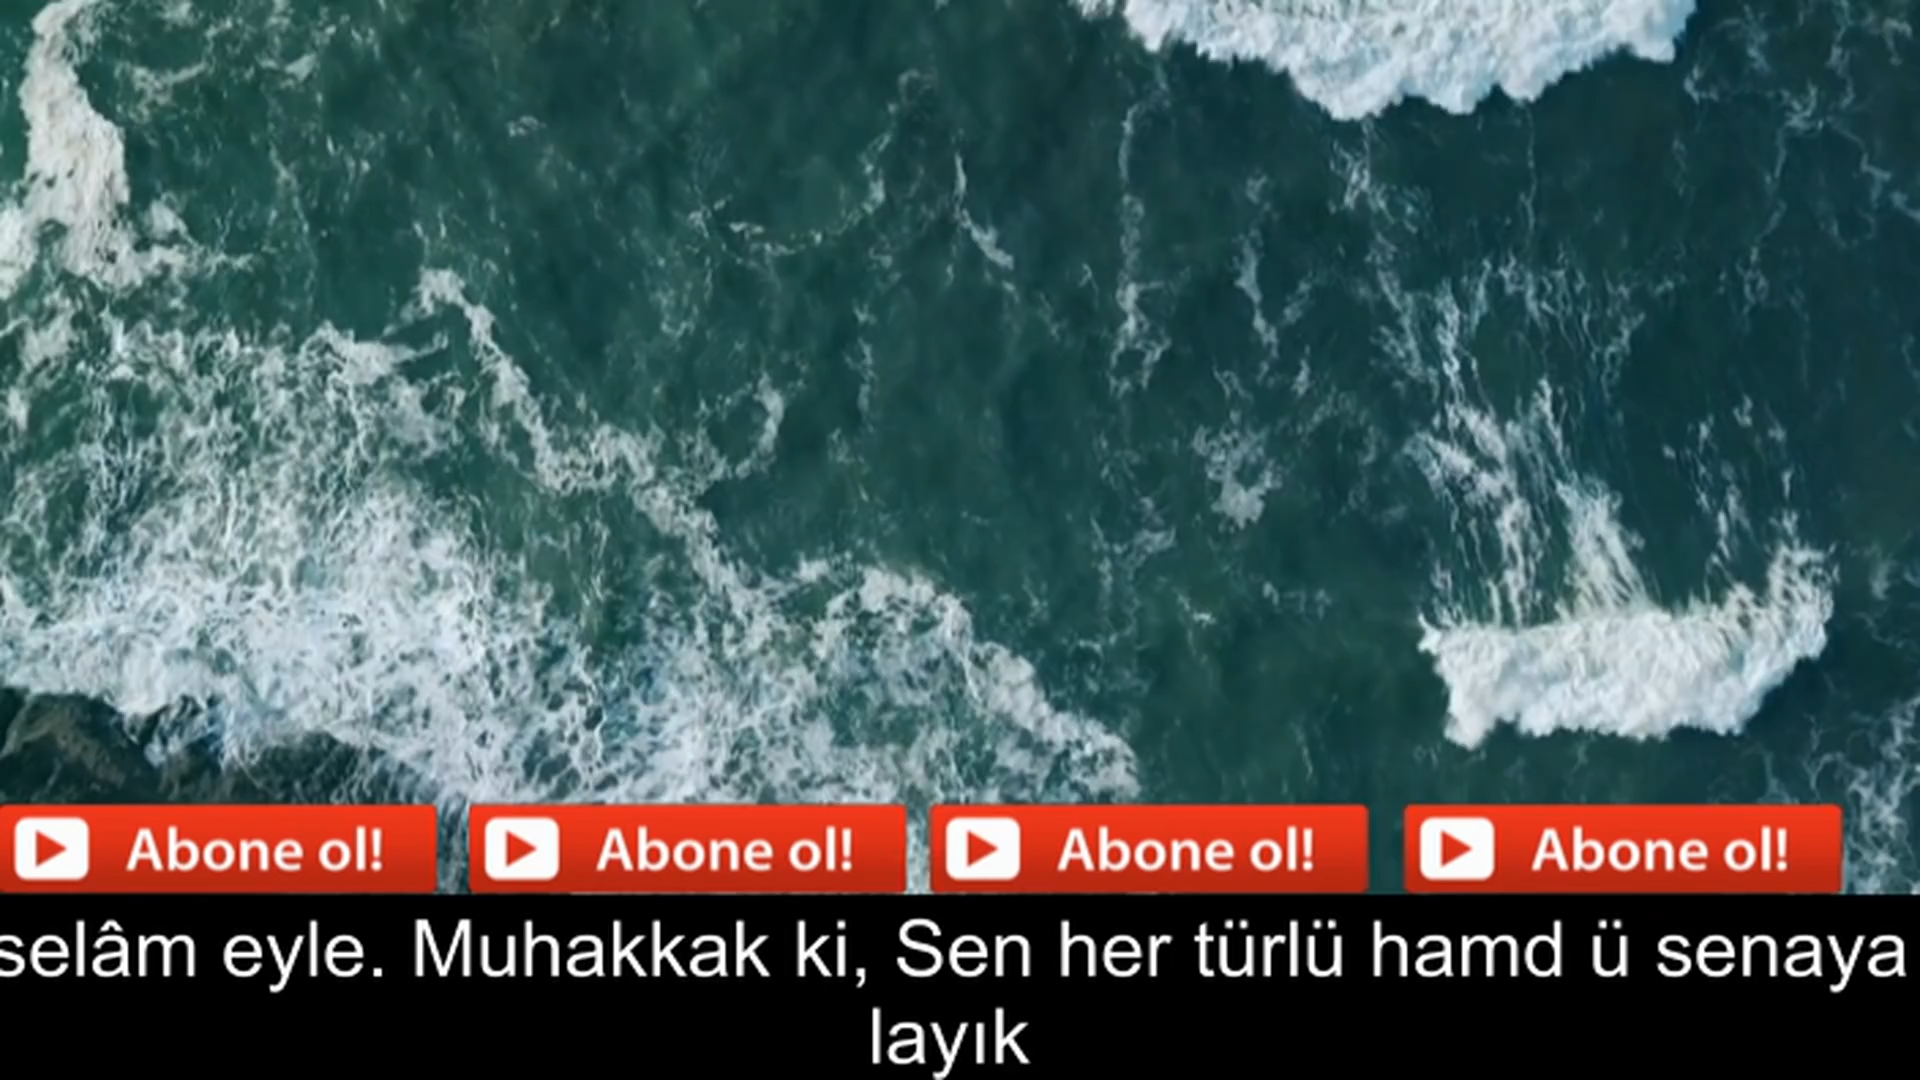 Abone ol! Abone ol! Abone ol! Abone ol!
selâm eyle. Muhakkak ki, Sen her türlü hamd ü senaya
layık